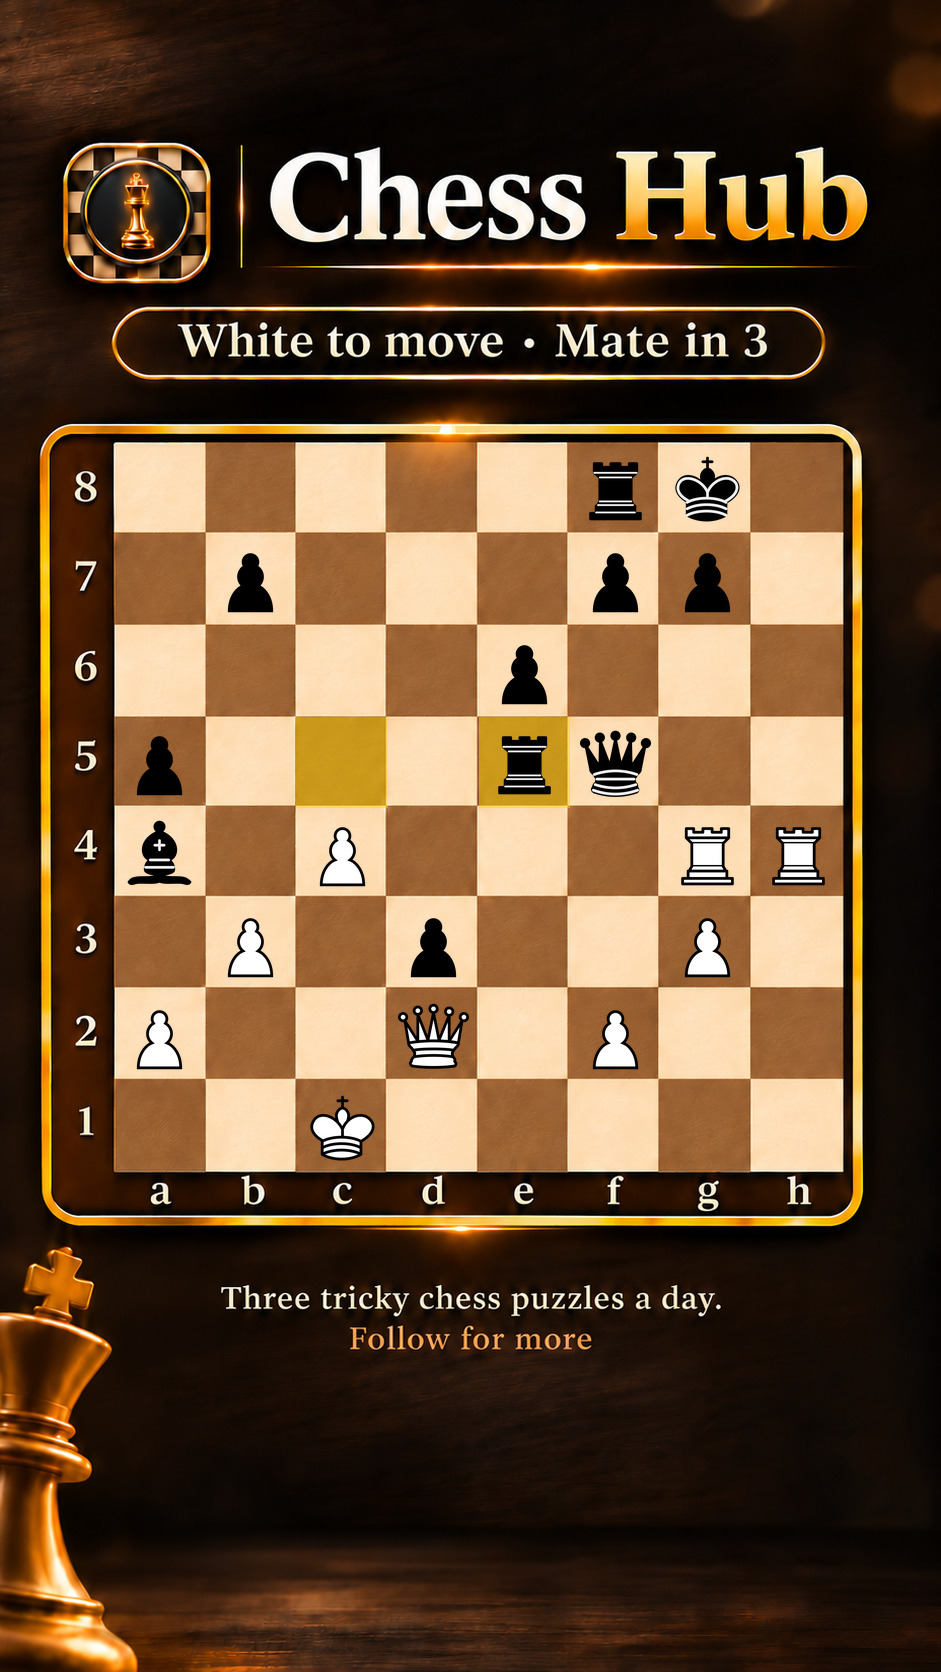 Chess Hub
White to move • Mate in 3
8
7
6
5
4
3
2
1
a b c d e f g h
Three tricky chess puzzles a day.
Follow for more